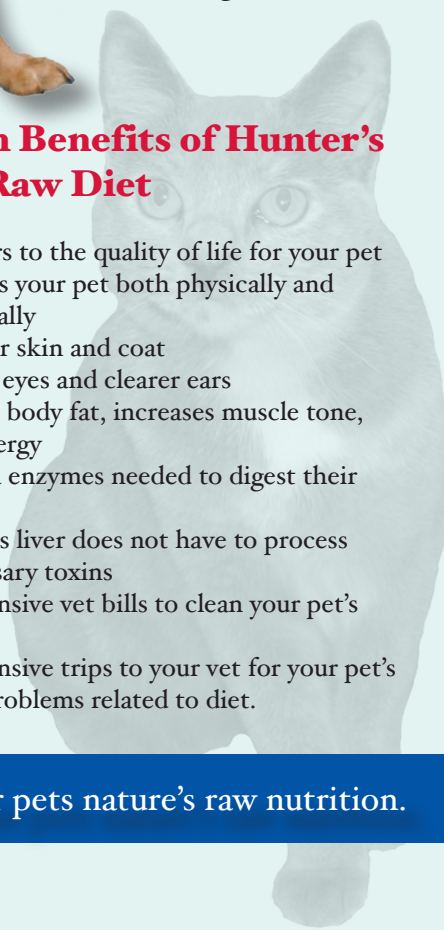 n Benefits of Hunter's
Raw Diet
rs to the quality of life for your pet
s your pet both physically and
ally
r skin and coat
eyes and clearer ears
body fat, increases muscle tone,
ergy
enzymes needed to digest their
s liver does not have to process
sary toxins
nsive vet bills to clean your pet's
nsive trips to your vet for your pet's
roblems related to diet.
r pets nature's raw nutrition.